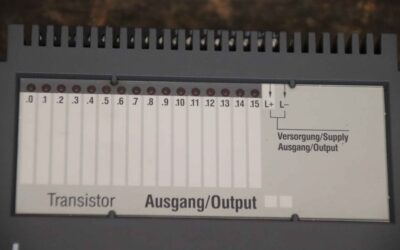 .0 .1 .2 .3 .4 .5 .6 .7 .8 .9 .10 .11 .12 .13 .14 .15 L+ L–
Versorgung/Supply
Ausgang/Output
Transistor Ausgang/Output